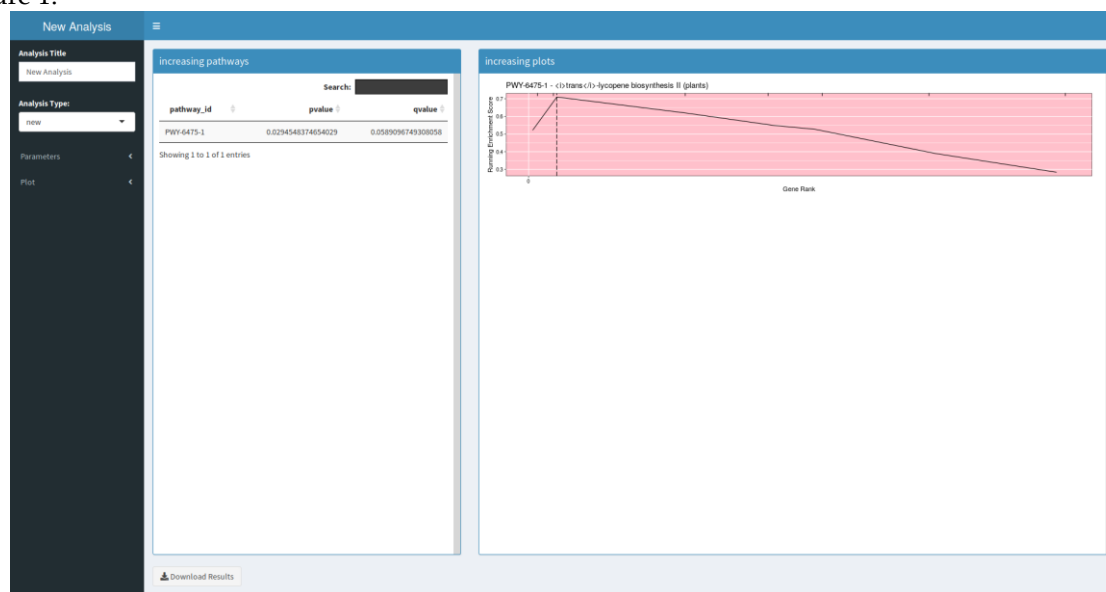 New Analysis
Analysis Title
New Analysis
Analysis Type:
new
Parameters
Plot
increasing pathways
Search:
pathway_id pvalue qvalue
PWY-6475-1 0.0294548374654029 0.0589096749308058
Showing 1 to 1 of 1 entries
increasing plots
PWY-6475-1 - <i>trans</i>-lycopene biosynthesis II (plants)
Running Enrichment Score
0.7
0.6
0.5
0.4
0.3
0
Gene Rank
Download Results